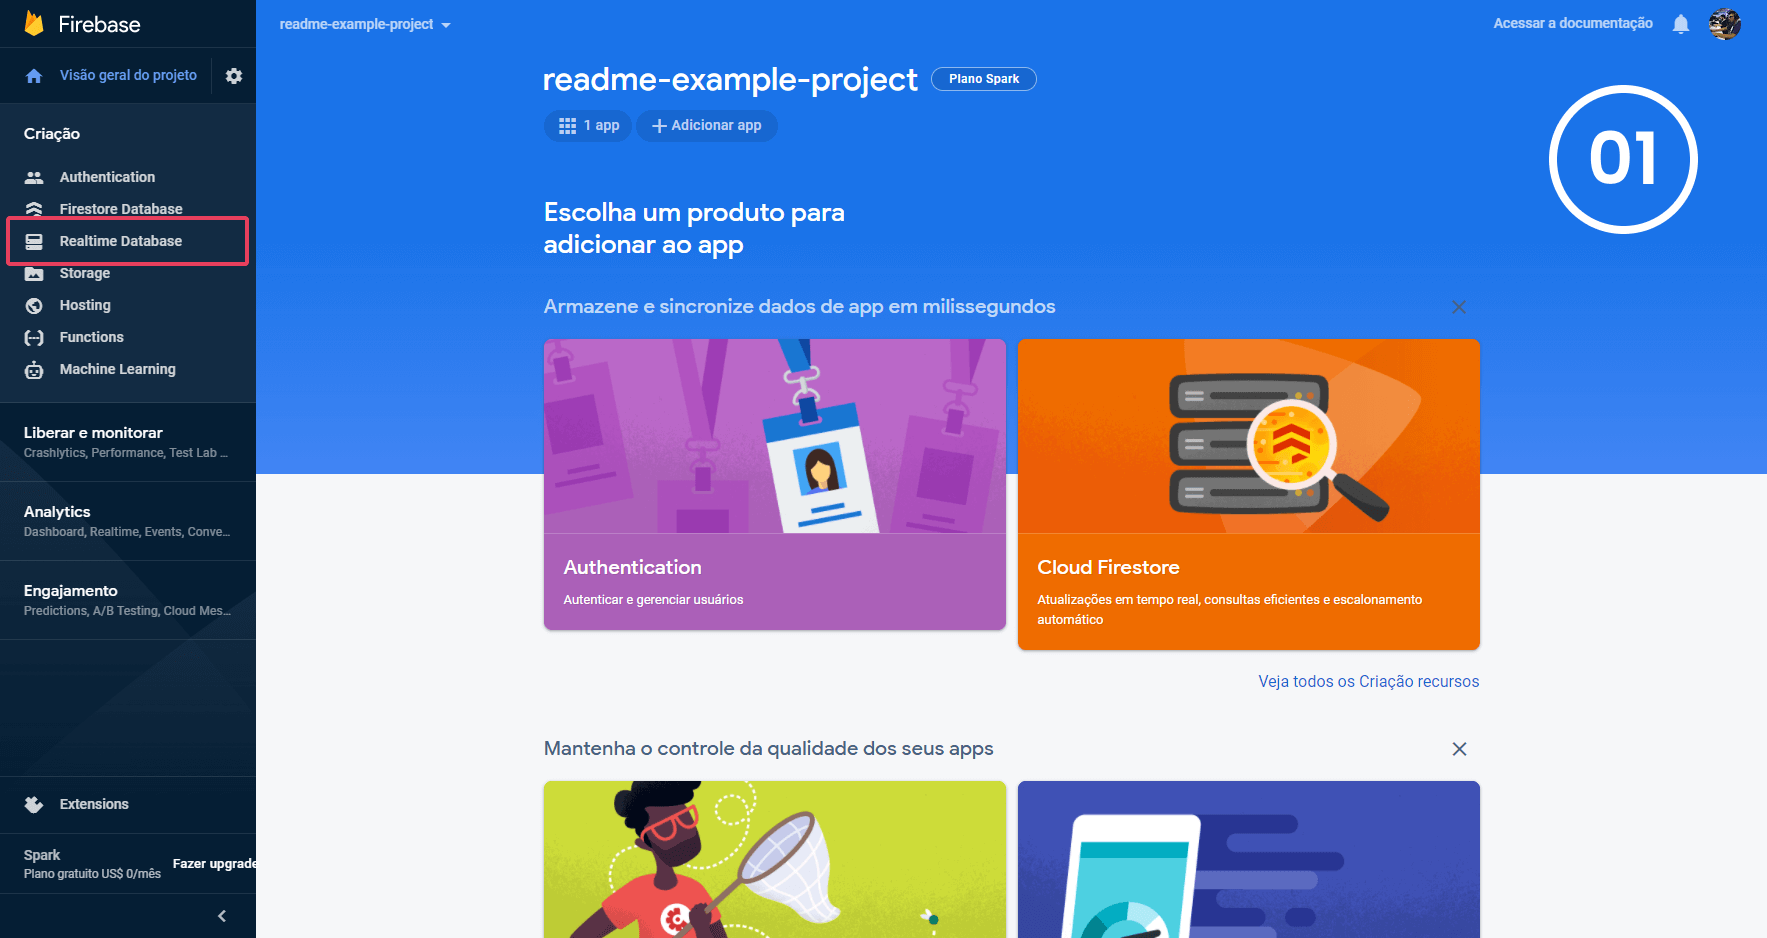 Firebase
Visão geral do projeto
Criação
Authentication
Firestore Database
Realtime Database
Storage
Hosting
Functions
Machine Learning
Liberar e monitorar
Crashlytics, Performance, Test Lab ...
Analytics
Dashboard, Realtime, Events, Conve...
Engajamento
Predictions, A/B Testing, Cloud Mes...
Extensions
Spark
Plano gratuito US$ 0/mês
Fazer upgrade
readme-example-project
Acessar a documentação
readme-example-project
Plano Spark
1 app
Adicionar app
01
Escolha um produto para
adicionar ao app
Armazene e sincronize dados de app em milissegundos
Authentication
Autenticar e gerenciar usuários
Cloud Firestore
Atualizações em tempo real, consultas eficientes e escalonamento
automático
Veja todos os Criação recursos
Mantenha o controle da qualidade dos seus apps